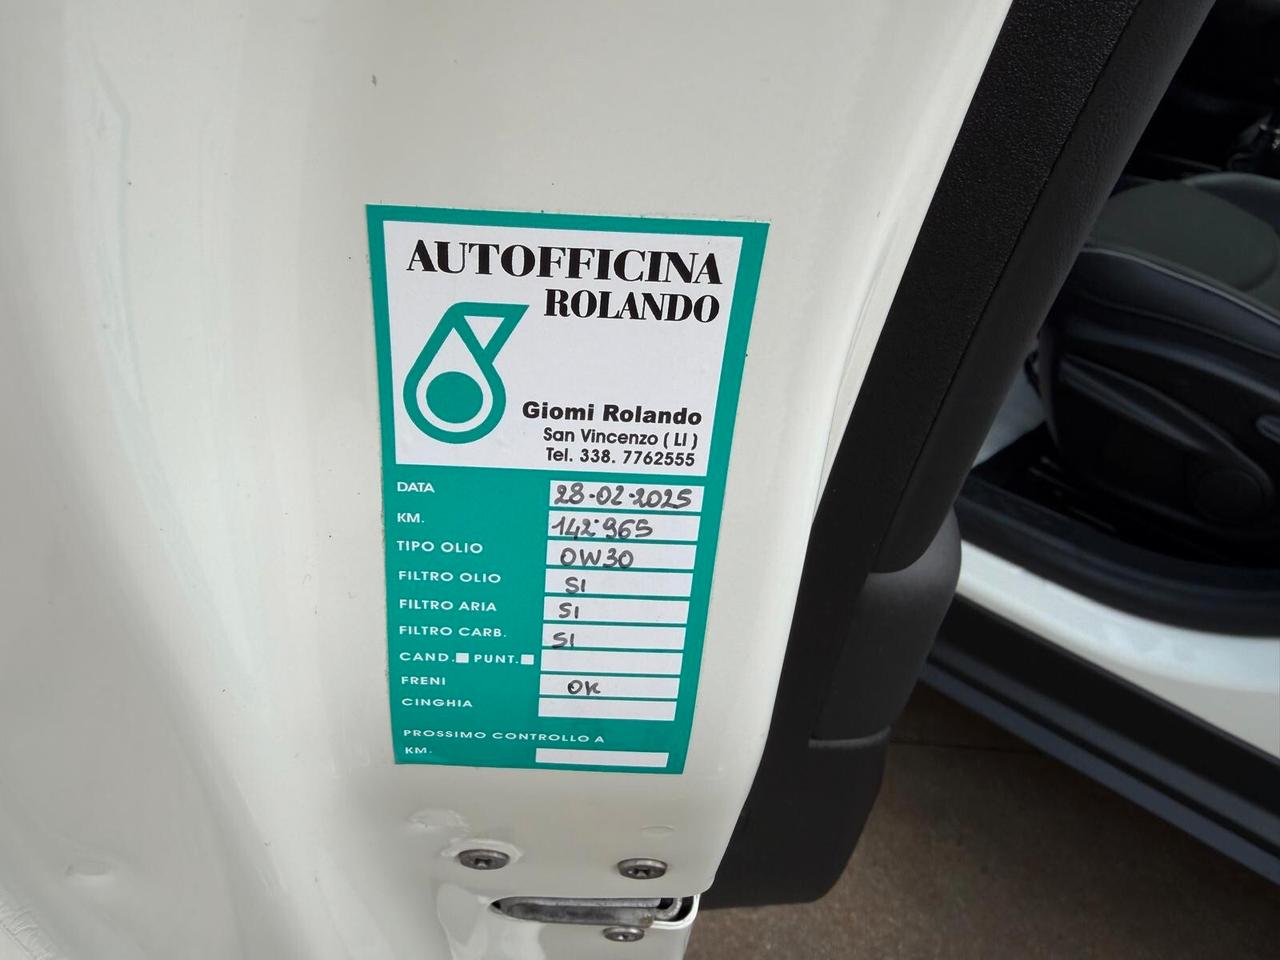 AUTOFFICINA
ROLANDO
Giomi Rolando
San Vincenzo (LI)
Tel. 338. 7762555
DATA 28-02-2025
KM. 142.965
TIPO OLIO 0W30
FILTRO OLIO SI
FILTRO ARIA SI
FILTRO CARB. SI
CAND. PUNT.
FRENI OK
CINGHIA
PROSSIMO CONTROLLO A
KM.